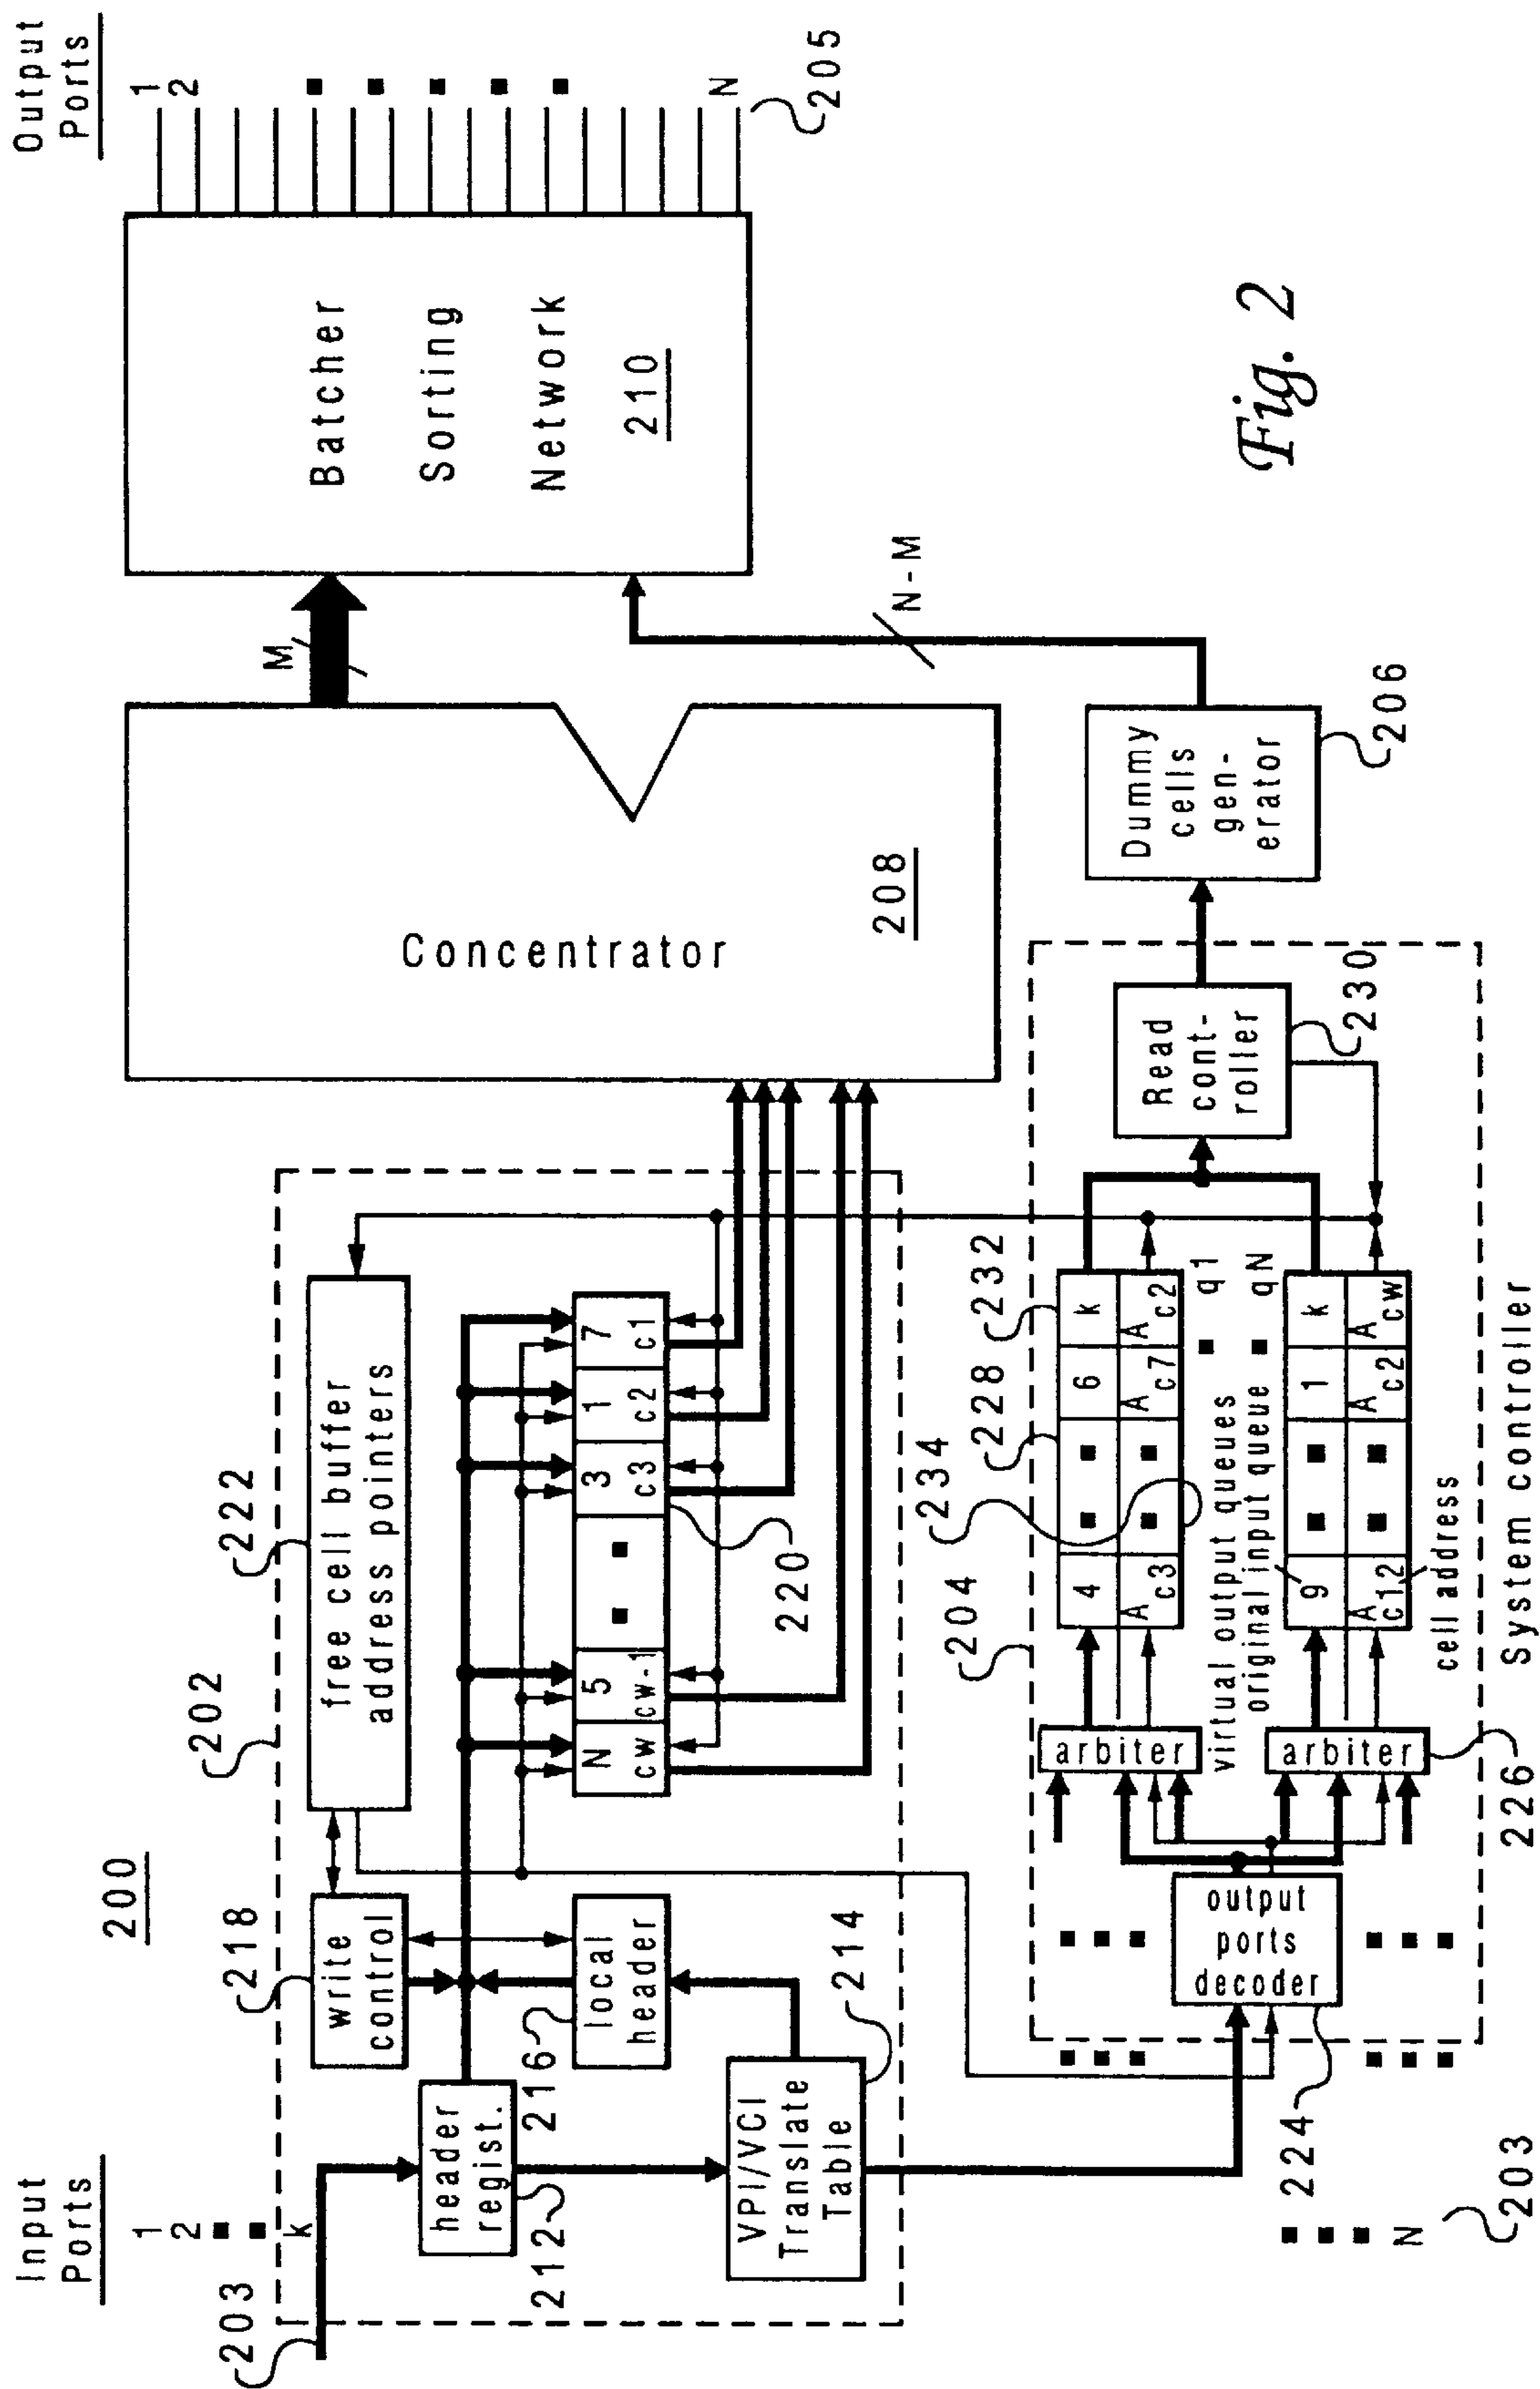 Input
Ports
1
2
k
203
200
202
222
free cell buffer
address pointers
218
write
control
header
regist.
212
216
local
header
VPI/VCI
Translate
Table
214
N
5
3
1
7
cw
cw-1
c3
c2
c1
220
Concentrator
208
M
Batcher
Sorting
Network
210
Output
Ports
1
2
N
205
N-M
Dummy
cells
gen-
erator
206
204
234
228
232
arbiter
4
6
k
A
c3
A
c7
A
c2
q1
virtual output queues
original input queue
qN
arbiter
9
1
k
A
c12
A
c2
A
cw
cell address
226
output
ports
decoder
224
Read
cont-
roller
230
System controller
N
203
Fig. 2